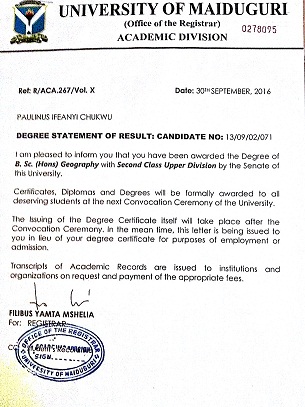 UNIVERSITY OF MAIDUGURI
(Office of the Registrar)
ACADEMIC DIVISION
0278095
Ref: R/ACA.267/Vol. X
Date: 30TH SEPTEMBER, 2016
PAULINUS IFEANYI CHUKWU
DEGREE STATEMENT OF RESULT: CANDIDATE NO: 13/09/02/071
I am pleased to inform you that you have been awarded the Degree of
B. Sc. (Hons) Geography with Second Class Upper Division by the Senate of
this University.
Certificates, Diplomas and Degrees will be formally awarded to all
deserving students at the next Convocation Ceremony of the University.
The Issuing of the Degree Certificate itself will take place after the
Convocation Ceremony. in the mean time, this letter is being issued to
you in lieu of your degree certificate for purposes of employment or
admission.
Transcripts of Academic Records are issued to institutions and
organizations on request and payment of the appropriate fees.
FILIBUS YAMTA MSHELIA
For: REGISTRAR
OFFICE OF THE REGISTRAR
SIGN
UNIVERSITY OF MAIDUGURI